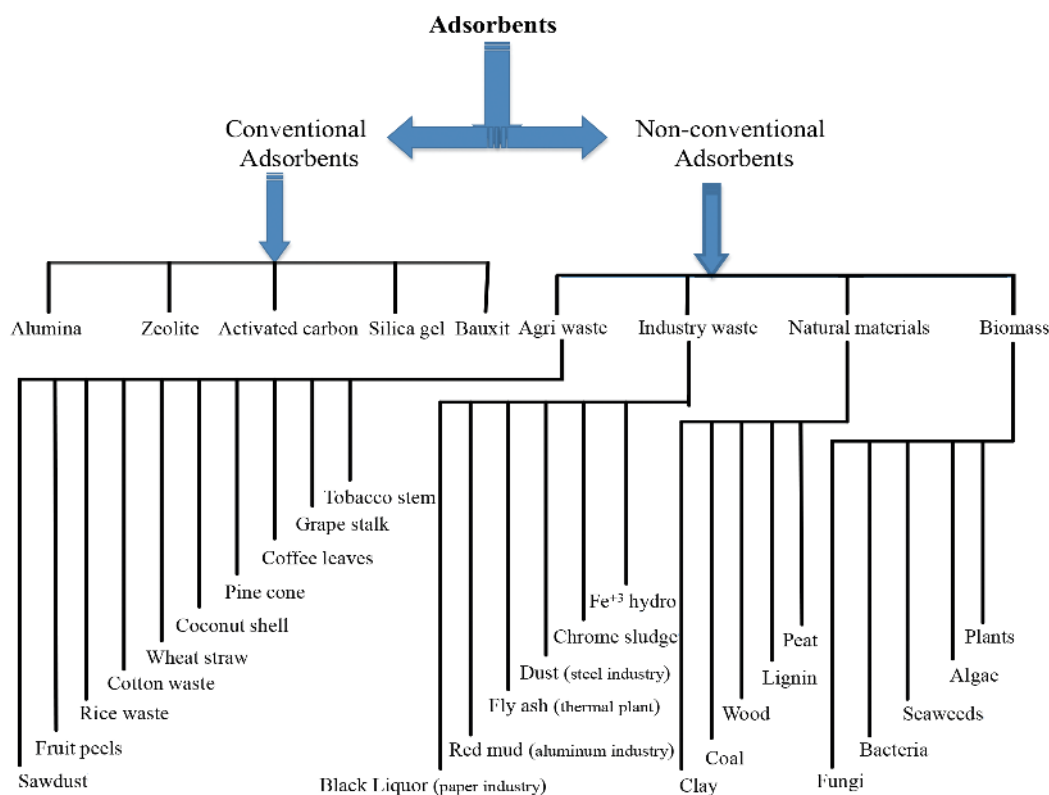 Adsorbents
Conventional
Adsorbents
Non-conventional
Adsorbents
Alumina
Zeolite
Activated carbon
Silica gel
Bauxit
Agri waste
Industry waste
Natural materials
Biomass
Tobacco stem
Grape stalk
Coffee leaves
Pine cone
Coconut shell
Wheat straw
Cotton waste
Rice waste
Fruit peels
Sawdust
Fe+3 hydro
Chrome sludge
Dust (steel industry)
Fly ash (thermal plant)
Red mud (aluminum industry)
Black Liquor (paper industry)
Peat
Lignin
Wood
Coal
Clay
Plants
Algae
Seaweeds
Bacteria
Fungi